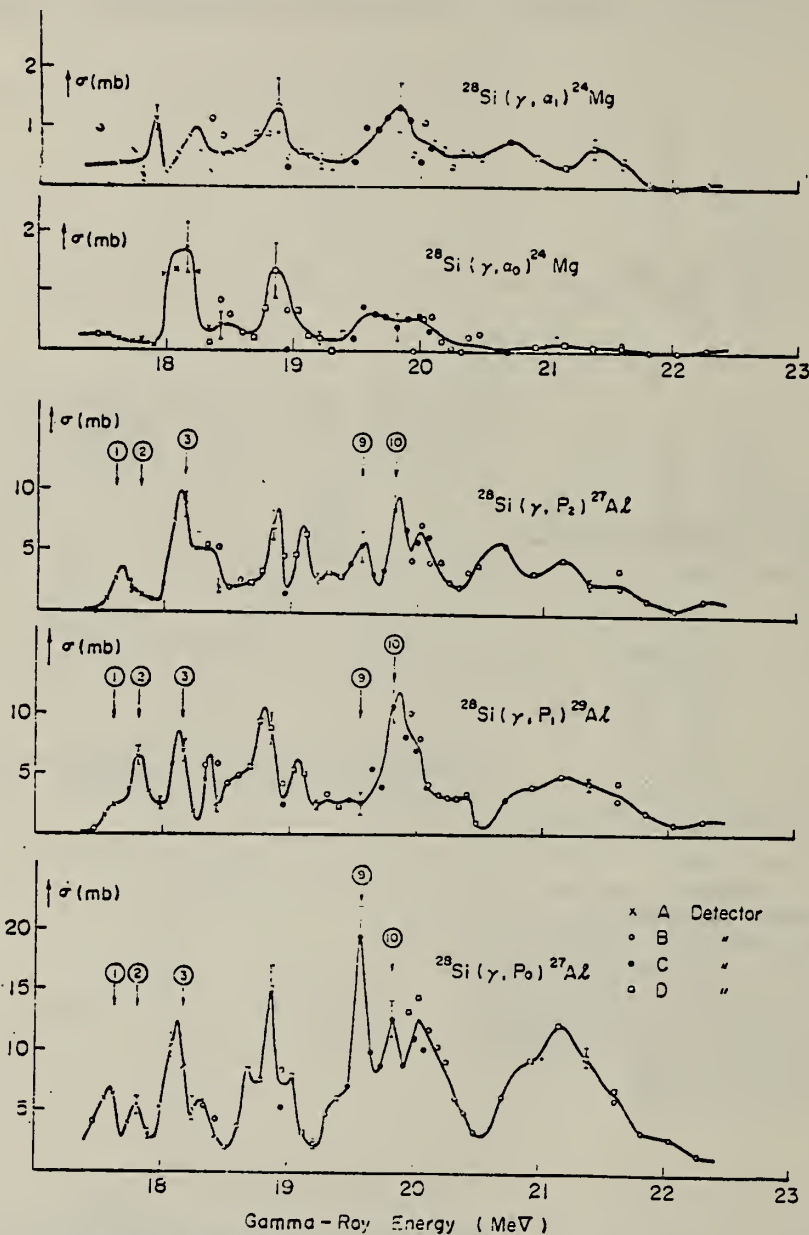 2
σ(mb)
²⁸Si(γ,α₁)²⁴Mg
1
2
σ(mb)
²⁸Si(γ,α₀)²⁴Mg
18 19 20 21 22 23
σ(mb)
① ② ③ ⑨ ⑩
10
²⁸Si(γ,P₂)²⁷Aℓ
5
σ(mb)
① ② ③ ⑨ ⑩
10
²⁸Si(γ,P₁)²⁹Aℓ
5
⑨
σ(mb)
20
⑩
① ② ③
²⁸Si(γ,P₀)²⁷Aℓ
x A Detector
o B "
• C "
□ D "
15
10
5
18 19 20 21 22 23
Gamma-Ray Energy (MeV)